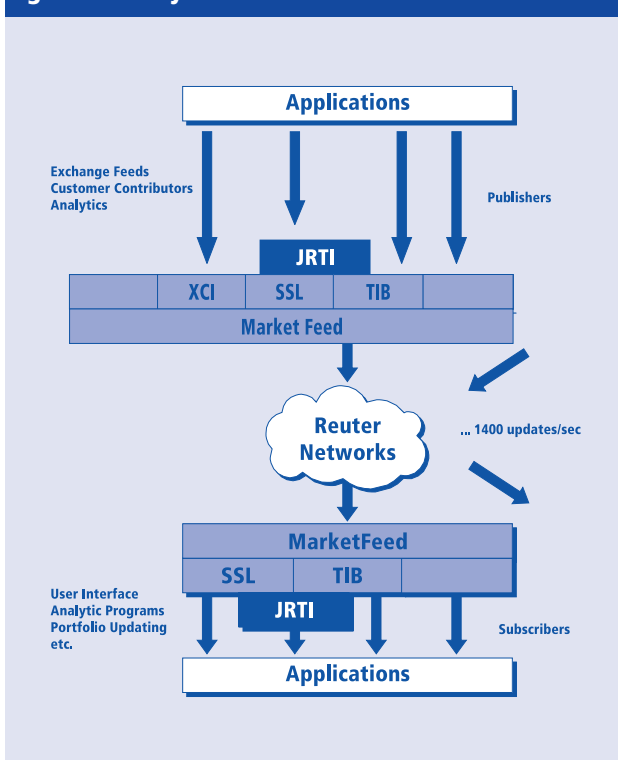 Applications
Exchange Feeds
Customer Contributors
Analytics
Publishers
JRTI
XCI SSL TIB
Market Feed
Reuter
Networks
... 1400 updates/sec
MarketFeed
SSL TIB
JRTI
User Interface
Analytic Programs
Portfolio Updating
etc.
Subscribers
Applications